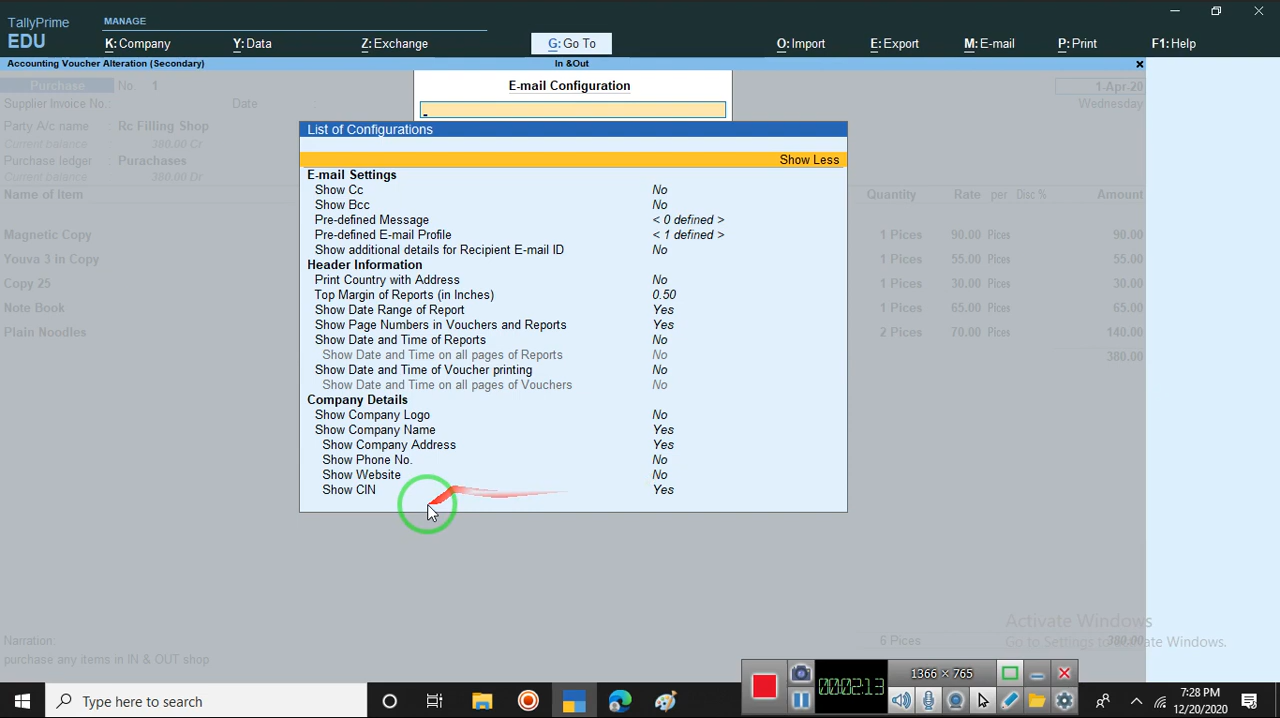 TallyPrime
MANAGE
EDU
K: Company
Y: Data
Z: Exchange
G: Go To
O: Import
E: Export
M: E-mail
P: Print
F1: Help
Accounting Voucher Alteration (Secondary)
In &Out
Purchase No. 1
1-Apr-20
Supplier Invoice No.
Date
Wednesday
Party A/c name Rc Filling Shop
Current balance 380.00 Cr
Purchase ledger Purachases
Current balance 380.00 Dr
Name of Item
Quantity Rate per Disc % Amount
Magnetic Copy 1 Pices 90.00 Pices 90.00
Youva 3 in Copy 1 Pices 55.00 Pices 55.00
Copy 25 1 Pices 30.00 Pices 30.00
Note Book 1 Pices 65.00 Pices 65.00
Plain Noodles 2 Pices 70.00 Pices 140.00
380.00
E-mail Configuration
List of Configurations
Show Less
E-mail Settings
Show Cc No
Show Bcc No
Pre-defined Message < 0 defined >
Pre-defined E-mail Profile < 1 defined >
Show additional details for Recipient E-mail ID No
Header Information
Print Country with Address No
Top Margin of Reports (in Inches) 0.50
Show Date Range of Report Yes
Show Page Numbers in Vouchers and Reports Yes
Show Date and Time of Reports No
Show Date and Time on all pages of Reports No
Show Date and Time of Voucher printing No
Show Date and Time on all pages of Vouchers No
Company Details
Show Company Logo No
Show Company Name Yes
Show Company Address Yes
Show Phone No. No
Show Website No
Show CIN Yes
Activate Windows
Go to Settings to activate Windows.
Narration:
6 Pices 380.00
purchase any items in IN & OUT shop
00:02:13
1366 × 765
Type here to search
7:28 PM
12/20/2020